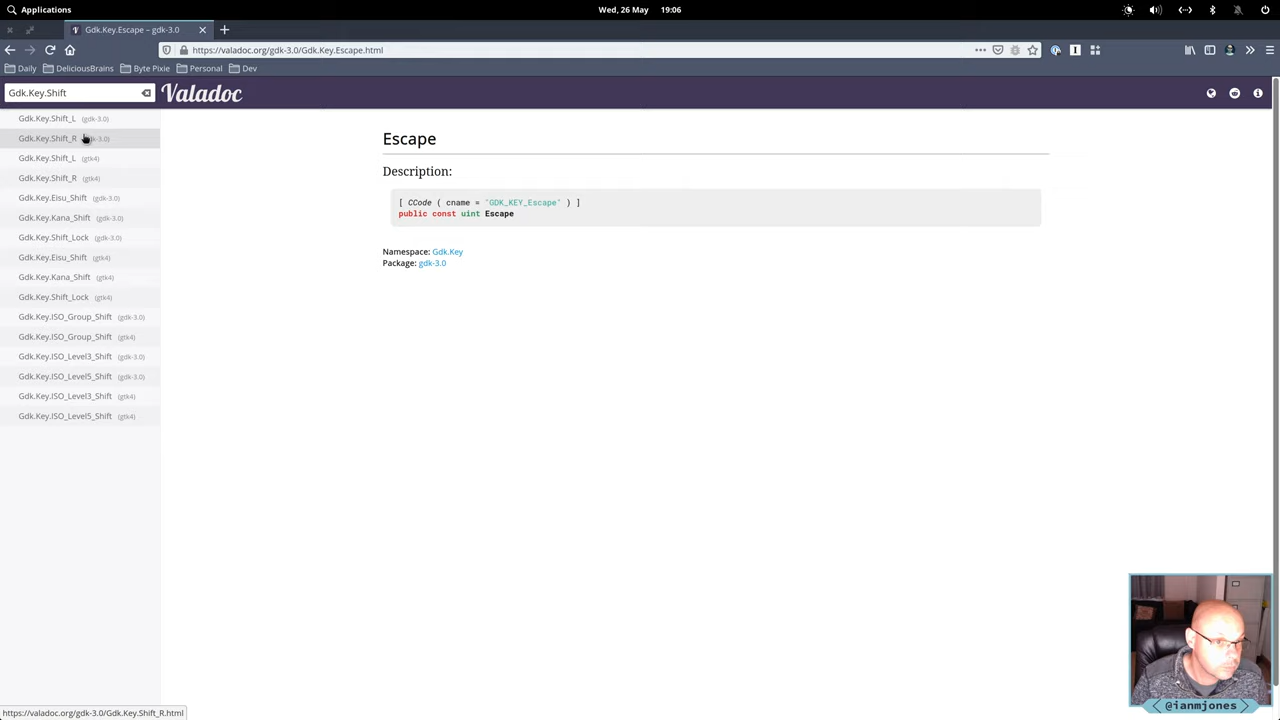 Applications
Wed, 26 May
19:06
Gdk.Key.Escape – gdk-3.0
https://valadoc.org/gdk-3.0/Gdk.Key.Escape.html
Daily
DeliciousBrains
Byte Pixie
Personal
Dev
Gdk.Key.Shift
Valadoc
Gdk.Key.Shift_L (gdk-3.0)
Gdk.Key.Shift_R (gdk-3.0)
Gdk.Key.Shift_L (gtk4)
Gdk.Key.Shift_R (gtk4)
Gdk.Key.Eisu_Shift (gdk-3.0)
Gdk.Key.Kana_Shift (gdk-3.0)
Gdk.Key.Shift_Lock (gdk-3.0)
Gdk.Key.Eisu_Shift (gtk4)
Gdk.Key.Kana_Shift (gtk4)
Gdk.Key.Shift_Lock (gtk4)
Gdk.Key.ISO_Group_Shift (gdk-3.0)
Gdk.Key.ISO_Group_Shift (gtk4)
Gdk.Key.ISO_Level3_Shift (gdk-3.0)
Gdk.Key.ISO_Level5_Shift (gdk-3.0)
Gdk.Key.ISO_Level3_Shift (gtk4)
Gdk.Key.ISO_Level5_Shift (gtk4)
Escape
Description:
[ CCode ( cname = "GDK_KEY_Escape" ) ]
public const uint Escape
Namespace: Gdk.Key
Package: gdk-3.0
https://valadoc.org/gdk-3.0/Gdk.Key.Shift_R.html
<@ianmjones>